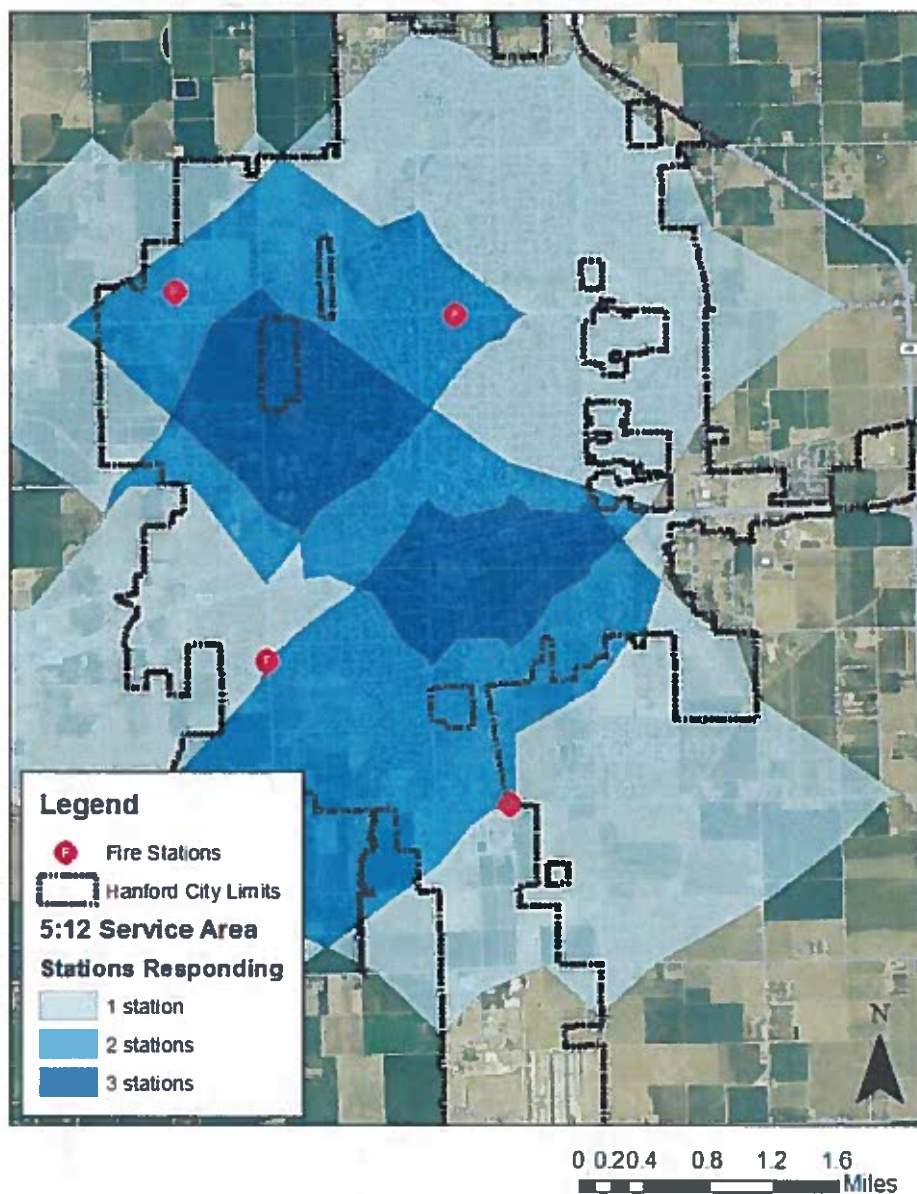 Legend
F Fire Stations
Hanford City Limits
5:12 Service Area
Stations Responding
1 station
2 stations
3 stations
N
0 0.20.4 0.8 1.2 1.6
Miles